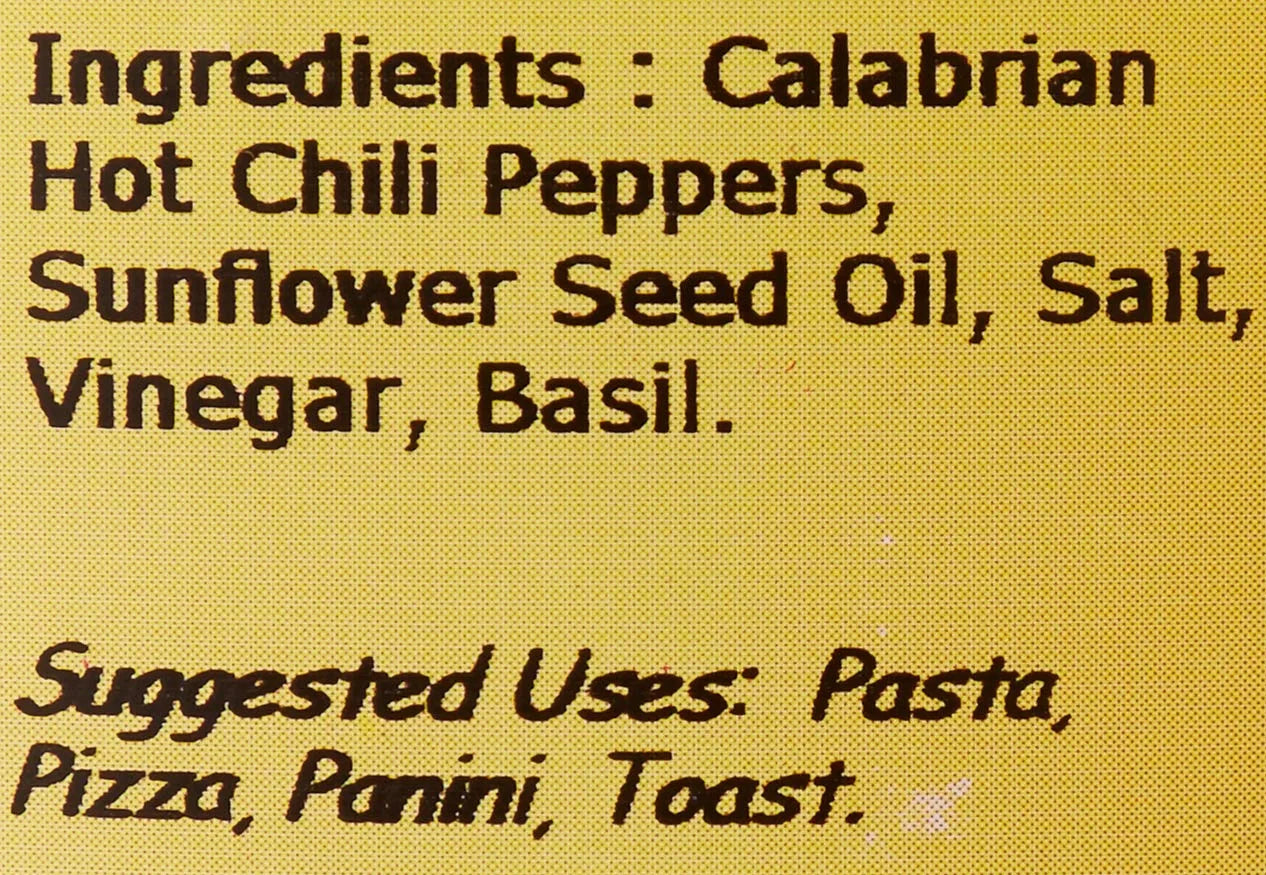 Ingredients : Calabrian
Hot Chili Peppers,
Sunflower Seed Oil, Salt,
Vinegar, Basil.
Suggested Uses: Pasta,
Pizza, Panini, Toast.